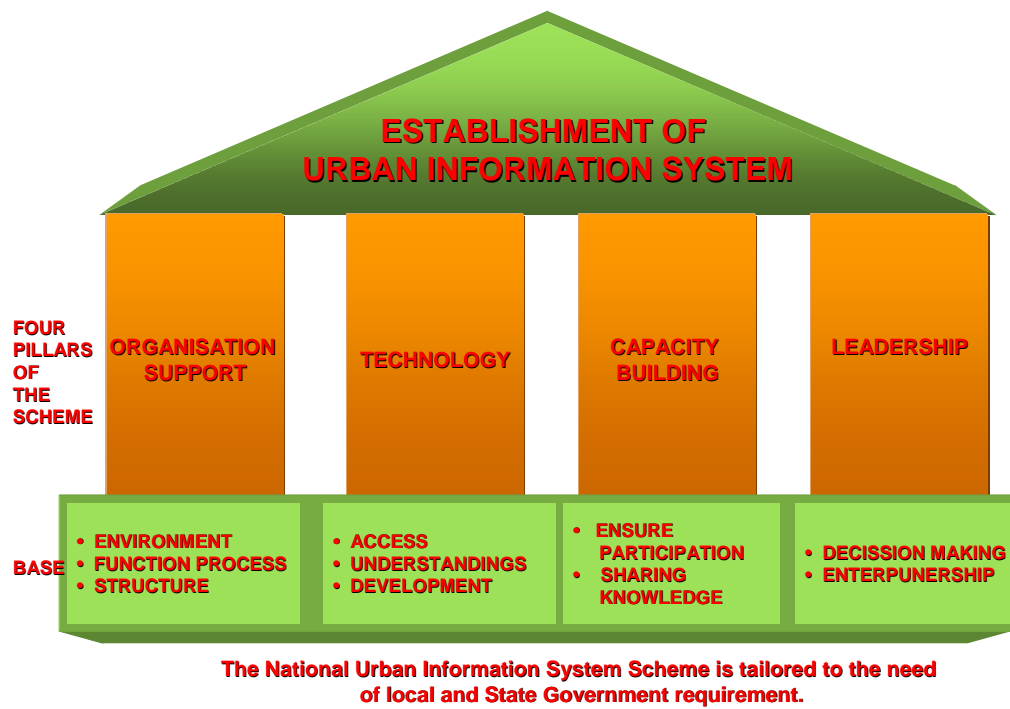 ESTABLISHMENT OF
URBAN INFORMATION SYSTEM
FOUR
PILLARS
OF
THE
SCHEME
ORGANISATION
SUPPORT
TECHNOLOGY
CAPACITY
BUILDING
LEADERSHIP
BASE
• ENVIRONMENT
• FUNCTION PROCESS
• STRUCTURE
• ACCESS
• UNDERSTANDINGS
• DEVELOPMENT
• ENSURE
PARTICIPATION
• SHARING
KNOWLEDGE
• DECISSION MAKING
• ENTERPUNERSHIP
The National Urban Information System Scheme is tailored to the need
of local and State Government requirement.